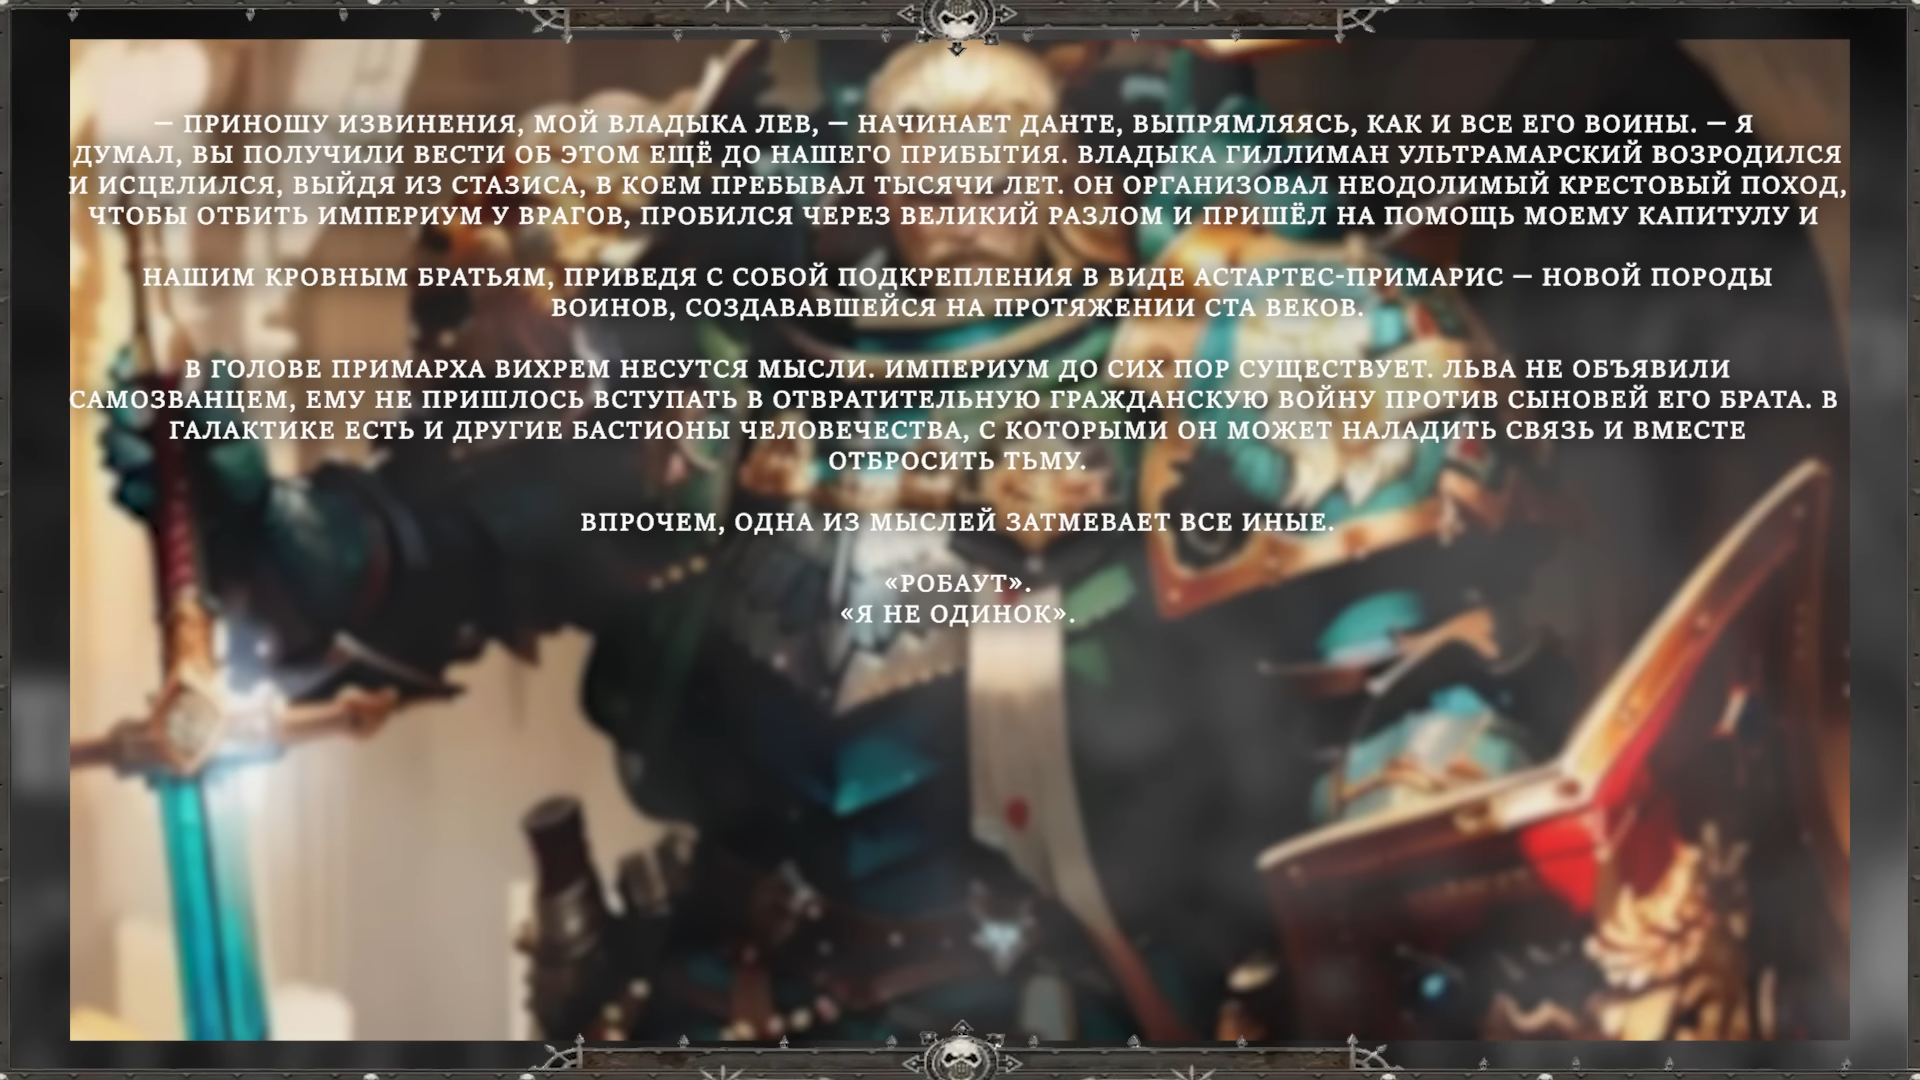 — ПРИНОШУ ИЗВИНЕНИЯ, МОЙ ВЛАДЫКА ЛЕВ, — НАЧИНАЕТ ДАНТЕ, ВЫПРЯМЛЯЯСЬ, КАК И ВСЕ ЕГО ВОИНЫ. — Я
ДУМАЛ, ВЫ ПОЛУЧИЛИ ВЕСТИ ОБ ЭТОМ ЕЩЁ ДО НАШЕГО ПРИБЫТИЯ. ВЛАДЫКА ГИЛЛИМАН УЛЬТРАМАРСКИЙ ВОЗРОДИЛСЯ
И ИСЦЕЛИЛСЯ, ВЫЙДЯ ИЗ СТАЗИСА, В КОЕМ ПРЕБЫВАЛ ТЫСЯЧИ ЛЕТ. ОН ОРГАНИЗОВАЛ НЕОДОЛИМЫЙ КРЕСТОВЫЙ ПОХОД,
ЧТОБЫ ОТБИТЬ ИМПЕРИУМ У ВРАГОВ, ПРОБИЛСЯ ЧЕРЕЗ ВЕЛИКИЙ РАЗЛОМ И ПРИШЁЛ НА ПОМОЩЬ МОЕМУ КАПИТУЛУ И
НАШИМ КРОВНЫМ БРАТЬЯМ, ПРИВЕДЯ С СОБОЙ ПОДКРЕПЛЕНИЯ В ВИДЕ АСТАРТЕС-ПРИМАРИС — НОВОЙ ПОРОДЫ
ВОИНОВ, СОЗДАВАВШЕЙСЯ НА ПРОТЯЖЕНИИ СТА ВЕКОВ.
В ГОЛОВЕ ПРИМАРХА ВИХРЕМ НЕСУТСЯ МЫСЛИ. ИМПЕРИУМ ДО СИХ ПОР СУЩЕСТВУЕТ. ЛЬВА НЕ ОБЪЯВИЛИ
САМОЗВАНЦЕМ, ЕМУ НЕ ПРИШЛОСЬ ВСТУПАТЬ В ОТВРАТИТЕЛЬНУЮ ГРАЖДАНСКУЮ ВОЙНУ ПРОТИВ СЫНОВЕЙ ЕГО БРАТА. В
ГАЛАКТИКЕ ЕСТЬ И ДРУГИЕ БАСТИОНЫ ЧЕЛОВЕЧЕСТВА, С КОТОРЫМИ ОН МОЖЕТ НАЛАДИТЬ СВЯЗЬ И ВМЕСТЕ
ОТБРОСИТЬ ТЬМУ.
ВПРОЧЕМ, ОДНА ИЗ МЫСЛЕЙ ЗАТМЕВАЕТ ВСЕ ИНЫЕ.
«РОБАУТ».
«Я НЕ ОДИНОК».